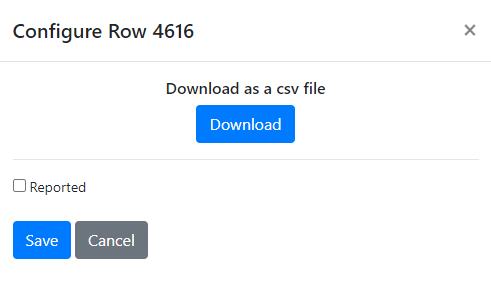 Configure Row 4616 ×
Download as a csv file
Download
Reported
Save Cancel